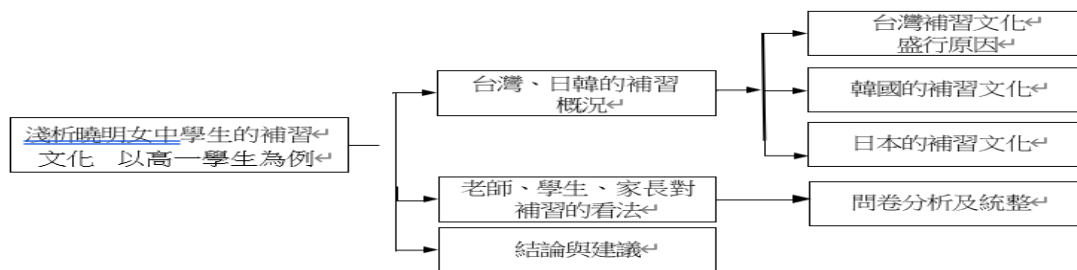 淺析曉明女中學生的補習
文化 以高一學生為例
台灣、日韓的補習
概況
老師、學生、家長對
補習的看法
結論與建議
台灣補習文化
盛行原因
韓國的補習文化
日本的補習文化
問卷分析及統整